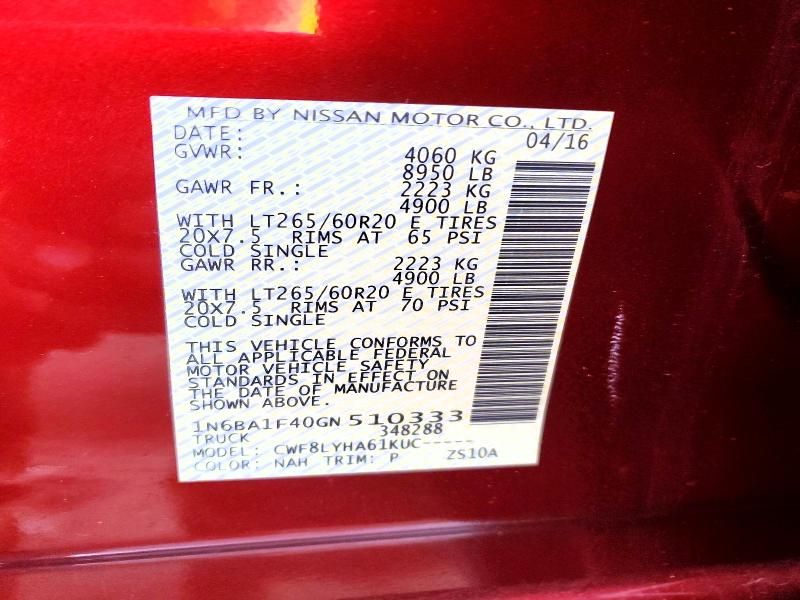 MFD BY NISSAN MOTOR CO., LTD.
DATE: 04/16
GVWR: 4060 KG
8950 LB
GAWR FR.: 2223 KG
4900 LB
WITH LT265/60R20 E TIRES
20X7.5 RIMS AT 65 PSI
COLD SINGLE
GAWR RR.: 2223 KG
4900 LB
WITH LT265/60R20 E TIRES
20X7.5 RIMS AT 70 PSI
COLD SINGLE
THIS VEHICLE CONFORMS TO
ALL APPLICABLE FEDERAL
MOTOR VEHICLE SAFETY
STANDARDS IN EFFECT ON
THE DATE OF MANUFACTURE
SHOWN ABOVE.
1N6BA1F40GN 510333
TRUCK 348288
MODEL: CWF8LYHA61KUC-----
COLOR: NAH TRIM: P ZS10A